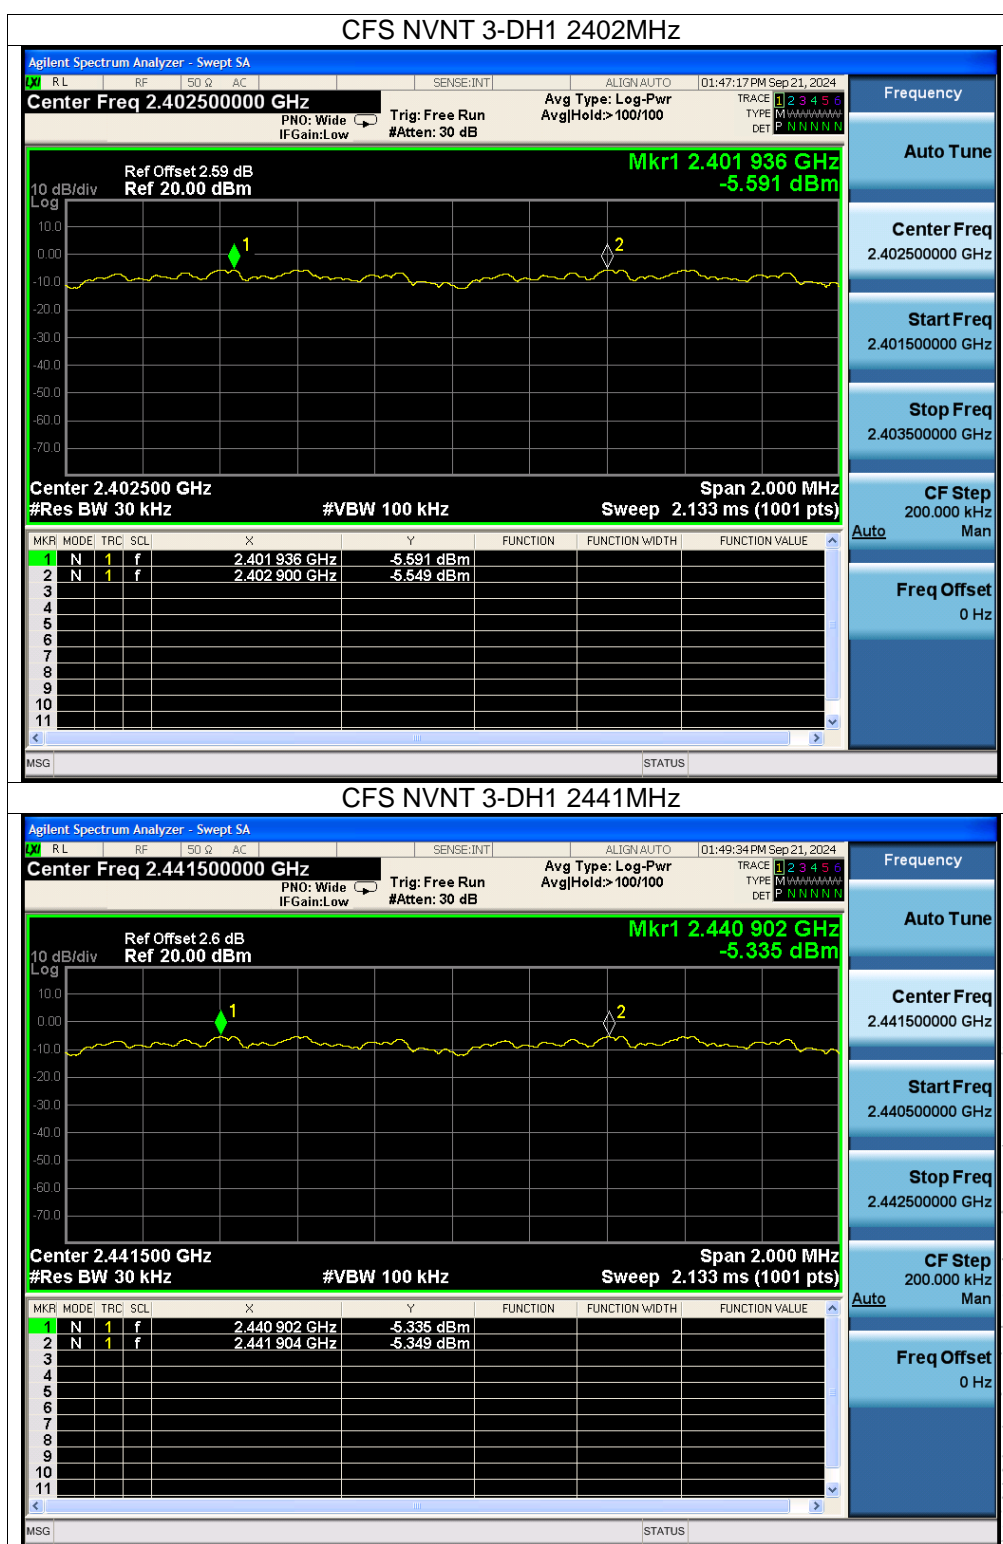 CFS NVNT 3-DH1 2402MHz
Agilent Spectrum Analyzer - Swept SA
LXI RL RF 50 Ω AC SENSE:INT ALIGN AUTO 01:47:17 PM Sep 21, 2024
Center Freq 2.402500000 GHz
PNO: Wide
IFGain:Low
Trig: Free Run
#Atten: 30 dB
Avg Type: Log-Pwr
Avg|Hold:>100/100
TRACE 1 2 3 4 5 6
TYPE M W W W W W
DET P N N N N N
Ref Offset 2.59 dB
10 dB/div Ref 20.00 dBm
Log
Mkr1 2.401 936 GHz
-5.591 dBm
10.0
0.00
-10.0
-20.0
-30.0
-40.0
-50.0
-60.0
-70.0
1
2
Center 2.402500 GHz Span 2.000 MHz
#Res BW 30 kHz #VBW 100 kHz Sweep 2.133 ms (1001 pts)
MKR MODE TRC SCL X Y FUNCTION FUNCTION WIDTH FUNCTION VALUE
1 N 1 f 2.401 936 GHz -5.591 dBm
2 N 1 f 2.402 900 GHz -5.549 dBm
3
4
5
6
7
8
9
10
11
MSG STATUS
Frequency
Auto Tune
Center Freq
2.402500000 GHz
Start Freq
2.401500000 GHz
Stop Freq
2.403500000 GHz
CF Step
200.000 kHz
Auto Man
Freq Offset
0 Hz
CFS NVNT 3-DH1 2441MHz
Agilent Spectrum Analyzer - Swept SA
LXI RL RF 50 Ω AC SENSE:INT ALIGN AUTO 01:49:34 PM Sep 21, 2024
Center Freq 2.441500000 GHz
PNO: Wide
IFGain:Low
Trig: Free Run
#Atten: 30 dB
Avg Type: Log-Pwr
Avg|Hold:>100/100
TRACE 1 2 3 4 5 6
TYPE M W W W W W
DET P N N N N N
Ref Offset 2.6 dB
10 dB/div Ref 20.00 dBm
Log
Mkr1 2.440 902 GHz
-5.335 dBm
10.0
0.00
-10.0
-20.0
-30.0
-40.0
-50.0
-60.0
-70.0
1
2
Center 2.441500 GHz Span 2.000 MHz
#Res BW 30 kHz #VBW 100 kHz Sweep 2.133 ms (1001 pts)
MKR MODE TRC SCL X Y FUNCTION FUNCTION WIDTH FUNCTION VALUE
1 N 1 f 2.440 902 GHz -5.335 dBm
2 N 1 f 2.441 904 GHz -5.349 dBm
3
4
5
6
7
8
9
10
11
MSG STATUS
Frequency
Auto Tune
Center Freq
2.441500000 GHz
Start Freq
2.440500000 GHz
Stop Freq
2.442500000 GHz
CF Step
200.000 kHz
Auto Man
Freq Offset
0 Hz